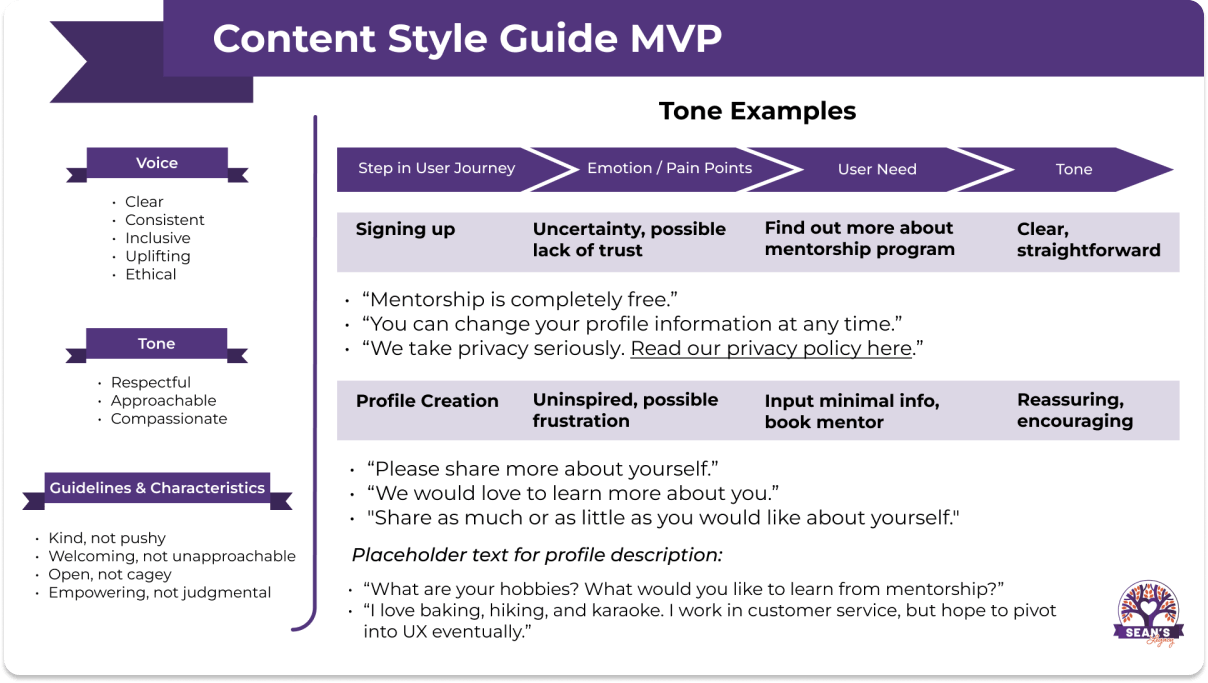 Content Style Guide MVP
Voice
• Clear
• Consistent
• Inclusive
• Uplifting
• Ethical
Tone
• Respectful
• Approachable
• Compassionate
Guidelines & Characteristics
• Kind, not pushy
• Welcoming, not unapproachable
• Open, not cagey
• Empowering, not judgmental
Tone Examples
Step in User Journey
Emotion / Pain Points
User Need
Tone
Signing up
Uncertainty, possible
lack of trust
Find out more about
mentorship program
Clear,
straightforward
• “Mentorship is completely free.”
• “You can change your profile information at any time.”
• “We take privacy seriously. Read our privacy policy here.”
Profile Creation
Uninspired, possible
frustration
Input minimal info,
book mentor
Reassuring,
encouraging
• “Please share more about yourself.”
• “We would love to learn more about you.”
• "Share as much or as little as you would like about yourself."
Placeholder text for profile description:
• “What are your hobbies? What would you like to learn from mentorship?”
• “I love baking, hiking, and karaoke. I work in customer service, but hope to pivot
into UX eventually.”
SEAN'S
Legacy